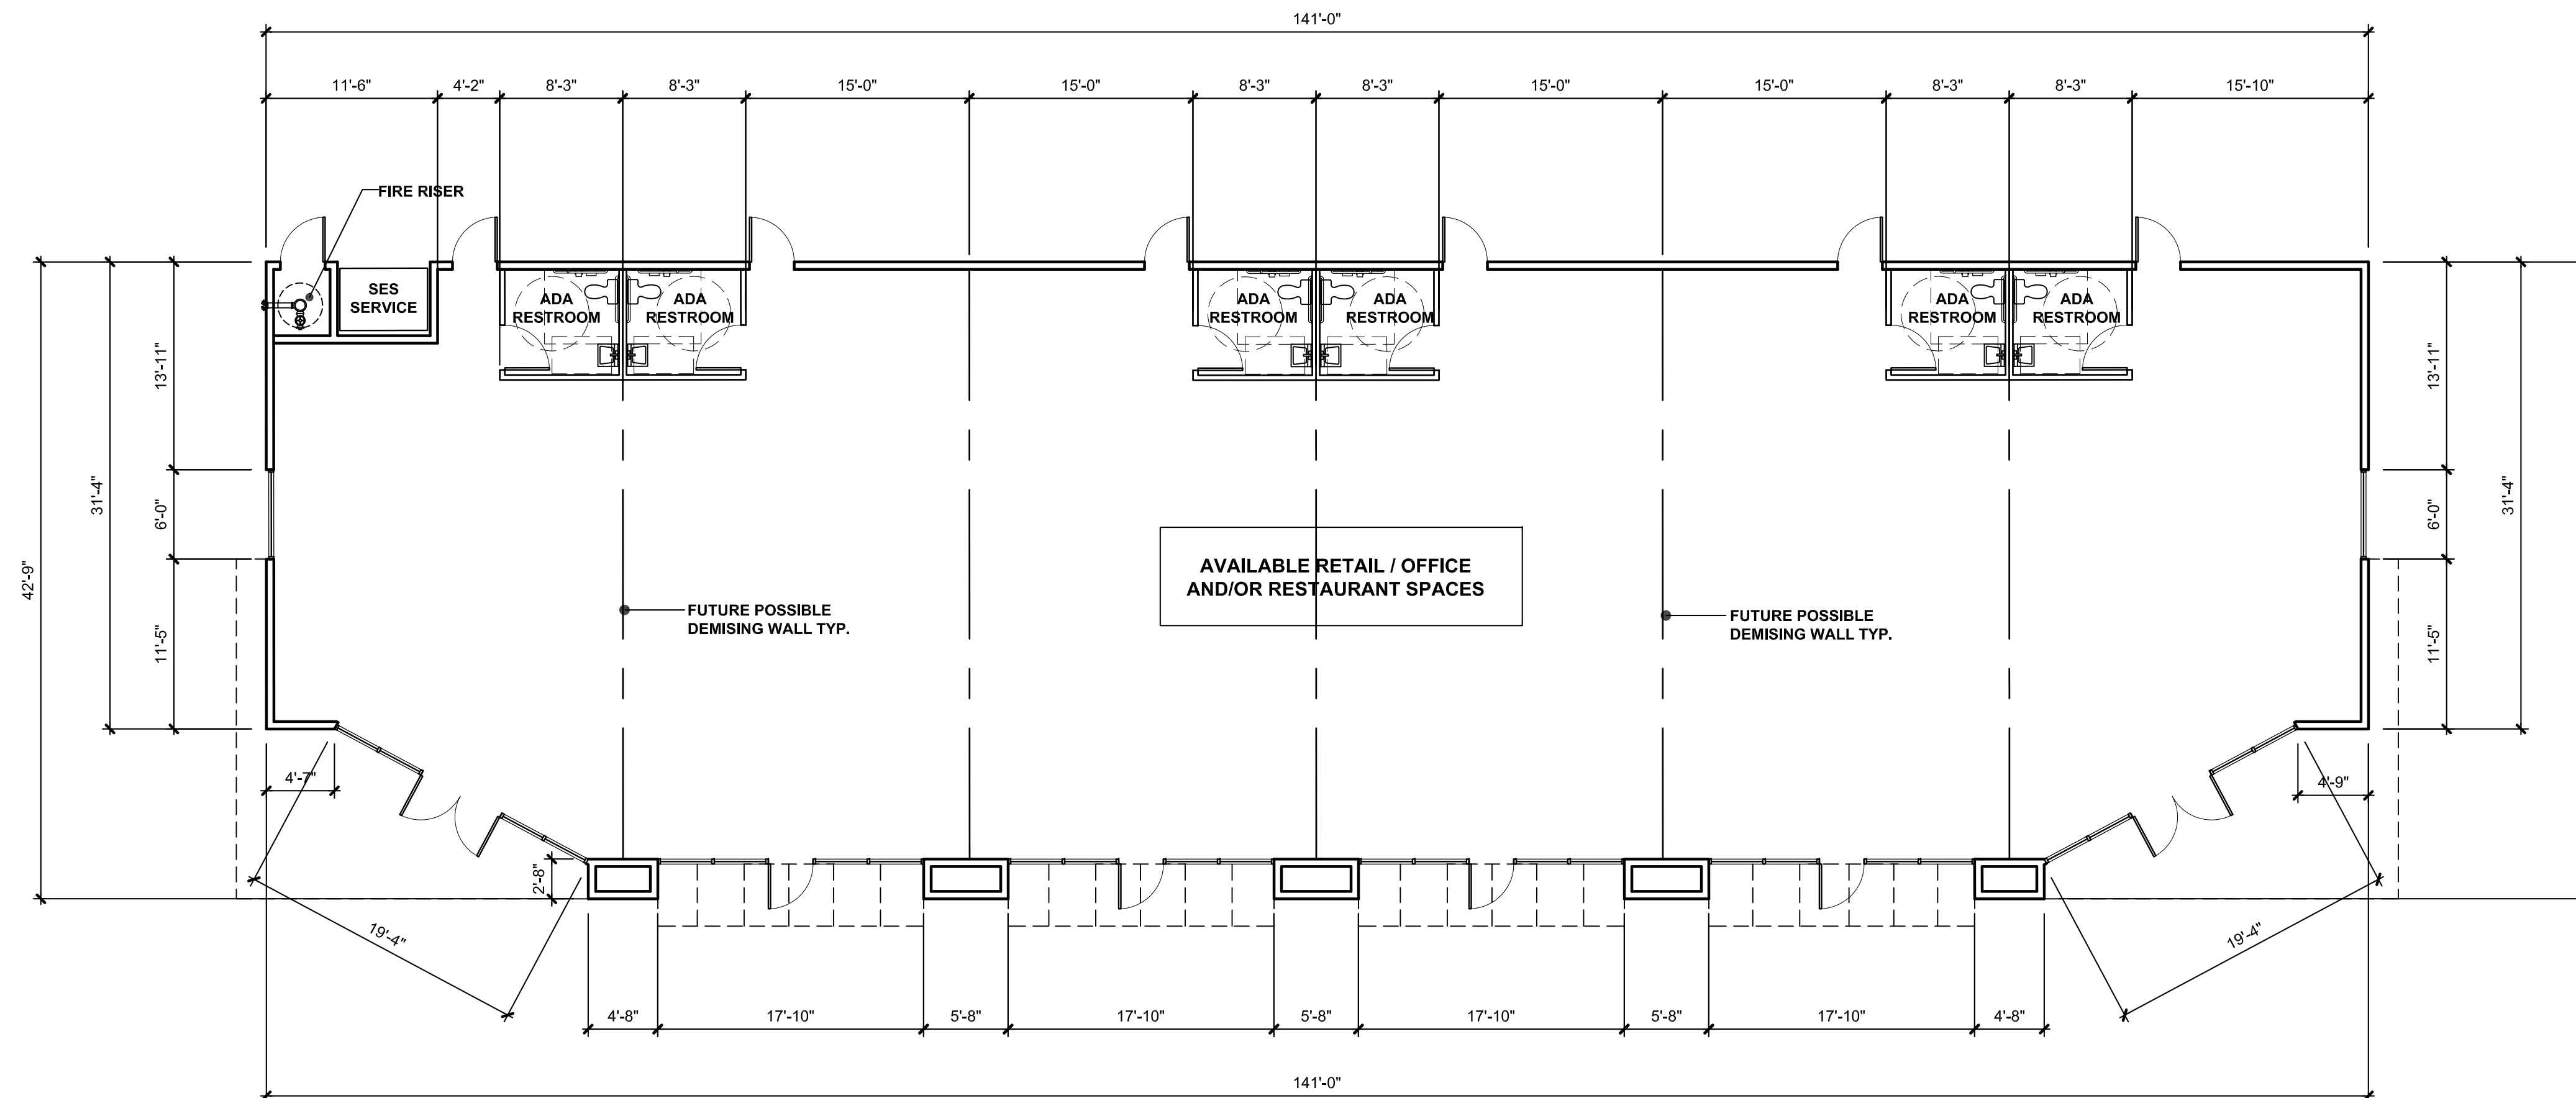 141'-0"
11'-6" 4'-2" 8'-3" 8'-3" 15'-0" 15'-0" 8'-3" 8'-3" 15'-0" 15'-0" 8'-3" 8'-3" 15'-10"
FIRE RISER
SES
SERVICE
ADA
RESTROOM
ADA
RESTROOM
ADA
RESTROOM
ADA
RESTROOM
ADA
RESTROOM
ADA
RESTROOM
13'-11"
6'-0"
11'-5"
31'-4"
42'-9"
13'-11"
6'-0"
11'-5"
31'-4"
AVAILABLE RETAIL / OFFICE
AND/OR RESTAURANT SPACES
FUTURE POSSIBLE
DEMISING WALL TYP.
FUTURE POSSIBLE
DEMISING WALL TYP.
4'-7"
4'-9"
2'-8"
19'-4"
19'-4"
4'-8" 17'-10" 5'-8" 17'-10" 5'-8" 17'-10" 5'-8" 17'-10" 4'-8"
141'-0"